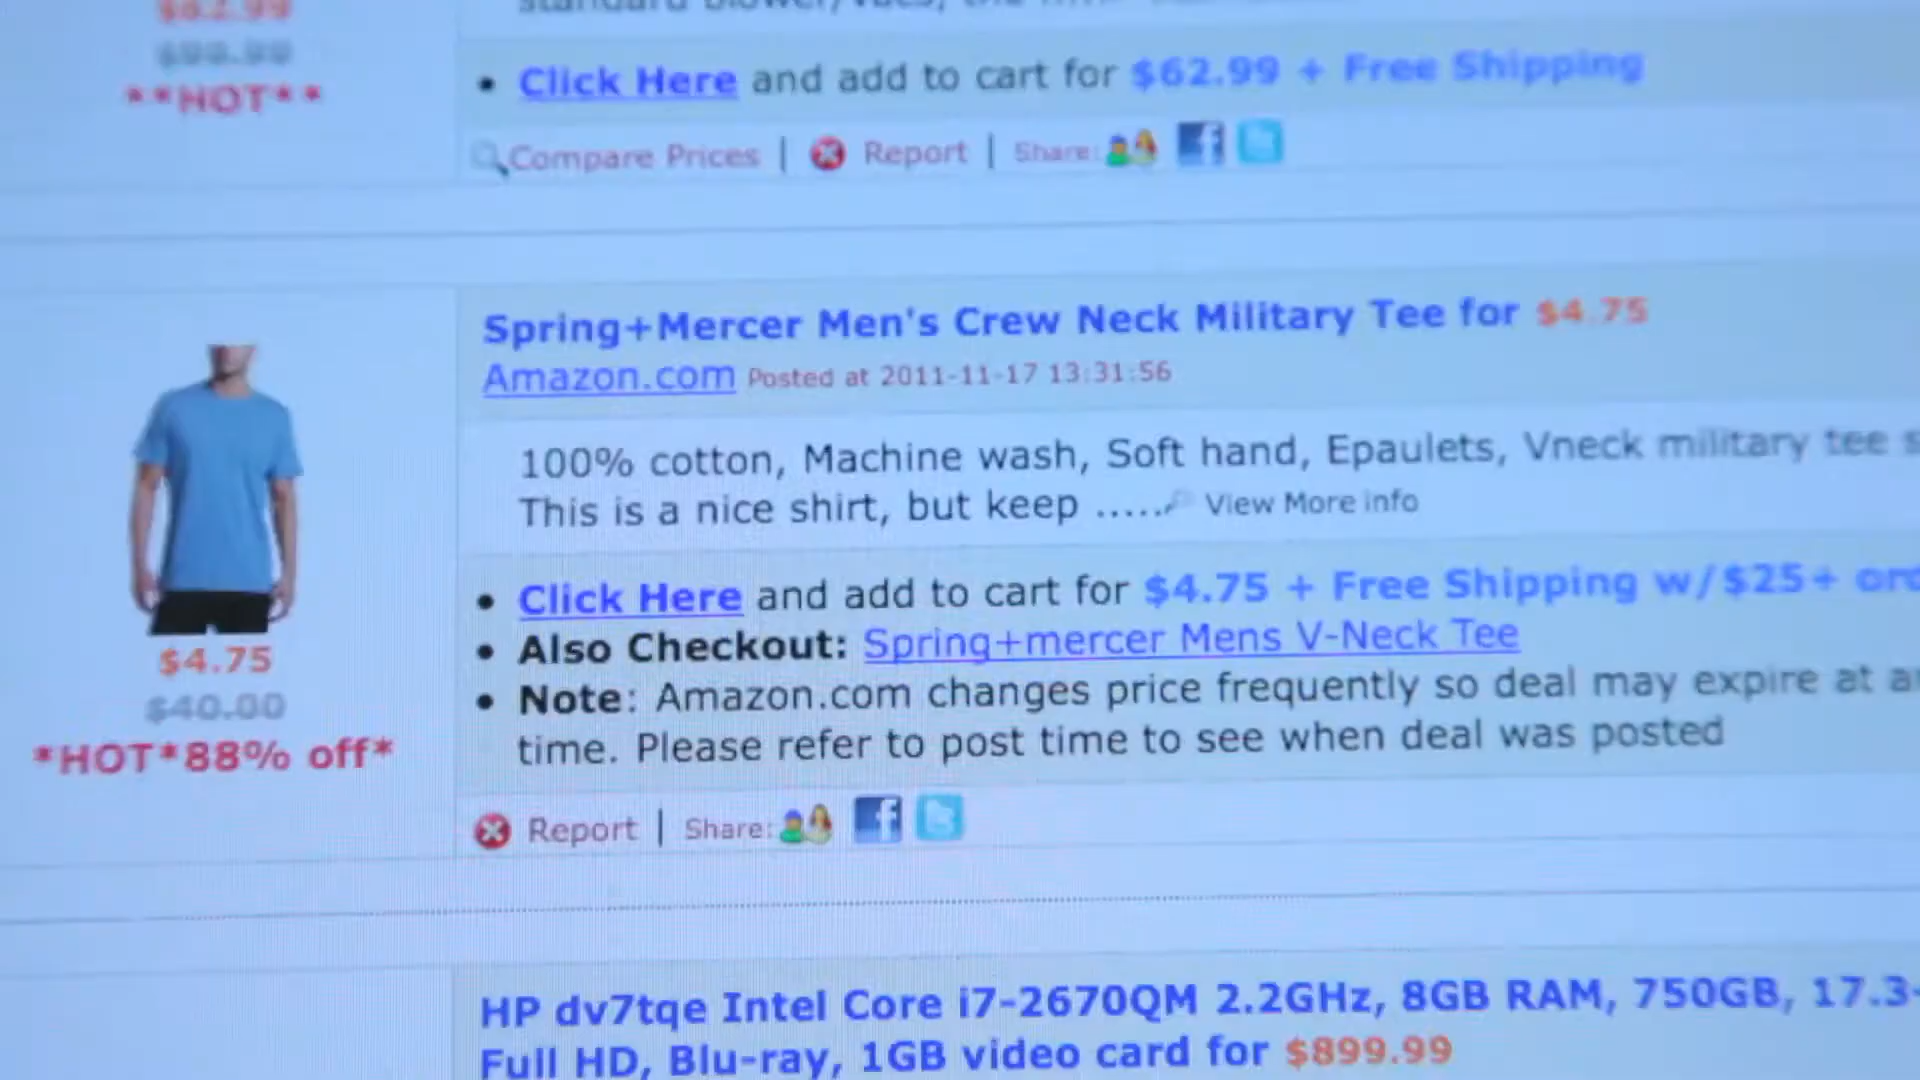 $62.99
$99.99
**HOT**
Click Here and add to cart for $62.99 + Free Shipping
Compare Prices | Report | Share:
Spring+Mercer Men's Crew Neck Military Tee for $4.75
Amazon.com Posted at 2011-11-17 13:31:56
100% cotton, Machine wash, Soft hand, Epaulets, Vneck military tee s
This is a nice shirt, but keep ..... View More info
$4.75
$40.00
*HOT*88% off*
Click Here and add to cart for $4.75 + Free Shipping w/$25+ ord
Also Checkout: Spring+mercer Mens V-Neck Tee
Note: Amazon.com changes price frequently so deal may expire at a
time. Please refer to post time to see when deal was posted
Report | Share:
HP dv7tqe Intel Core i7-2670QM 2.2GHz, 8GB RAM, 750GB, 17.3
Full HD, Blu-ray, 1GB video card for $899.99